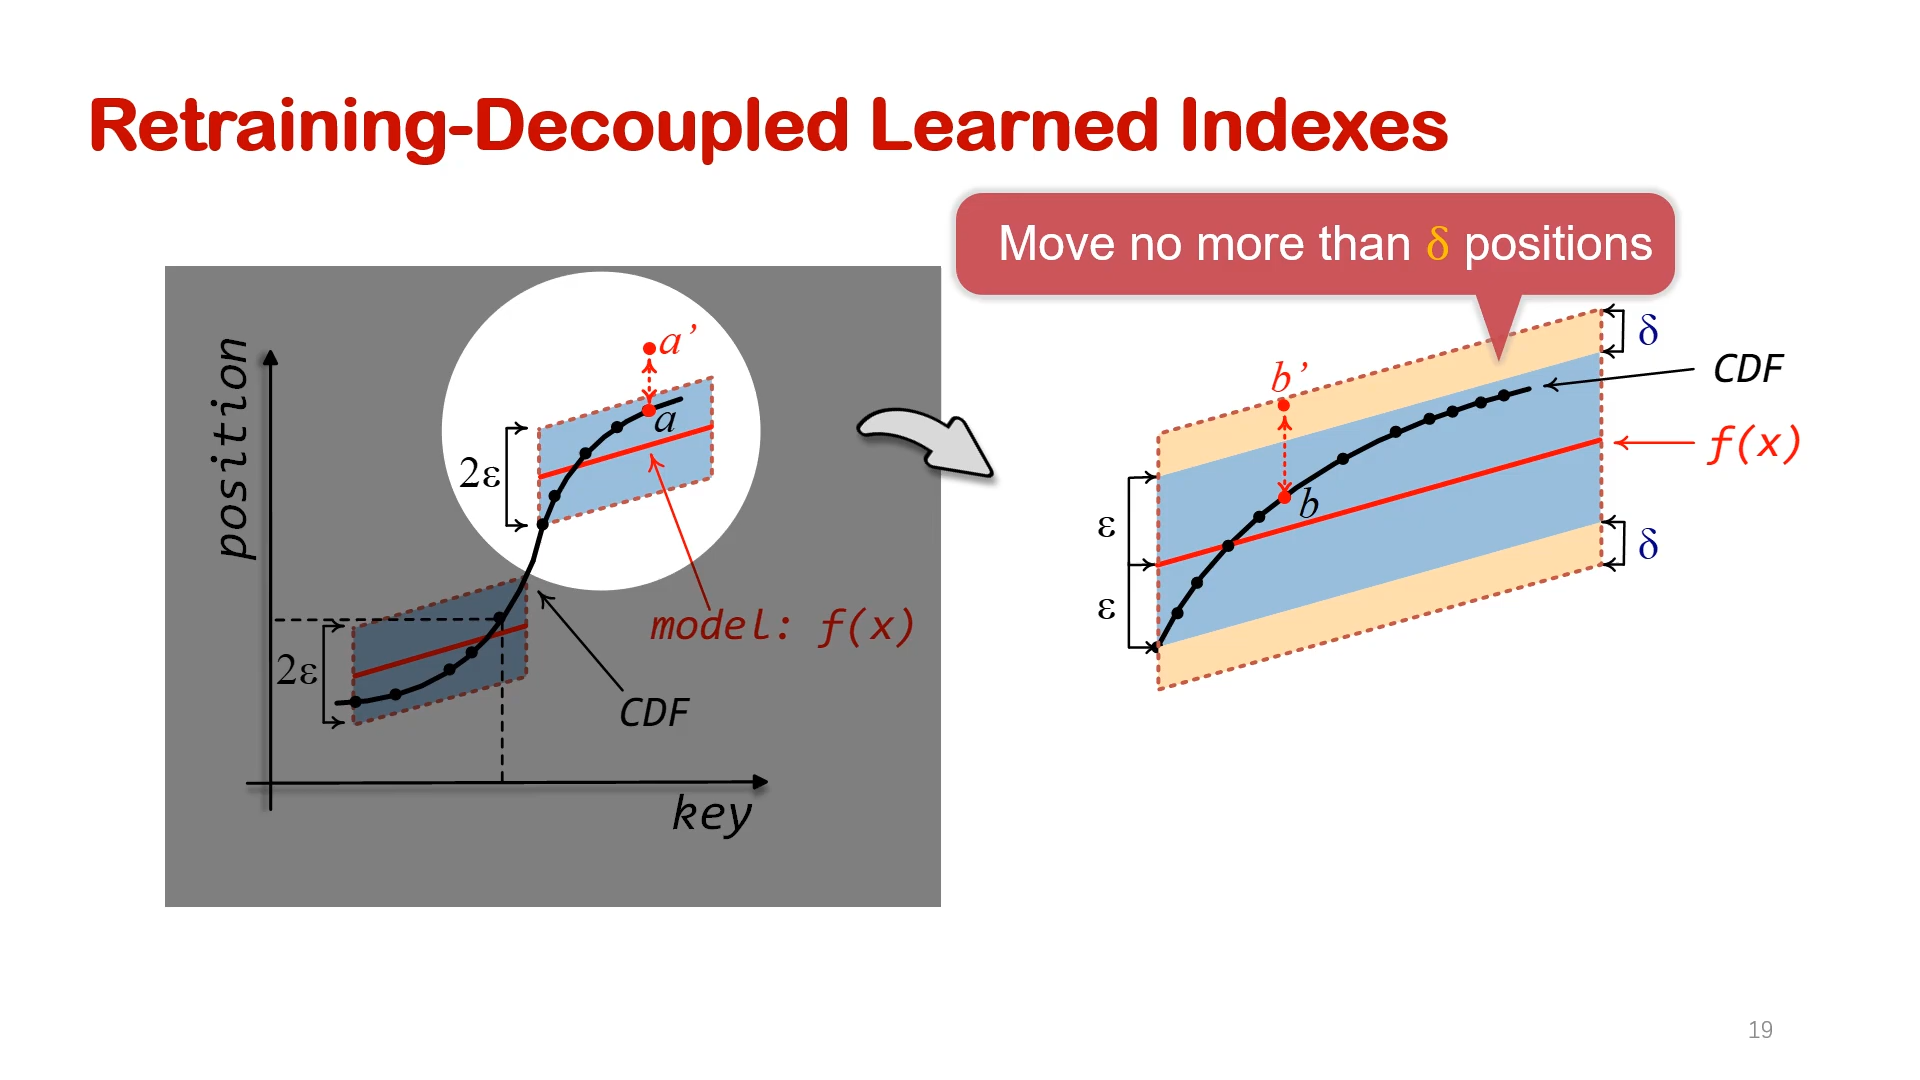 Retraining-Decoupled Learned Indexes
Move no more than δ positions
position
a’
a
2ε
model: f(x)
2ε
CDF
key
δ
CDF
b’
f(x)
b
ε
δ
ε
19